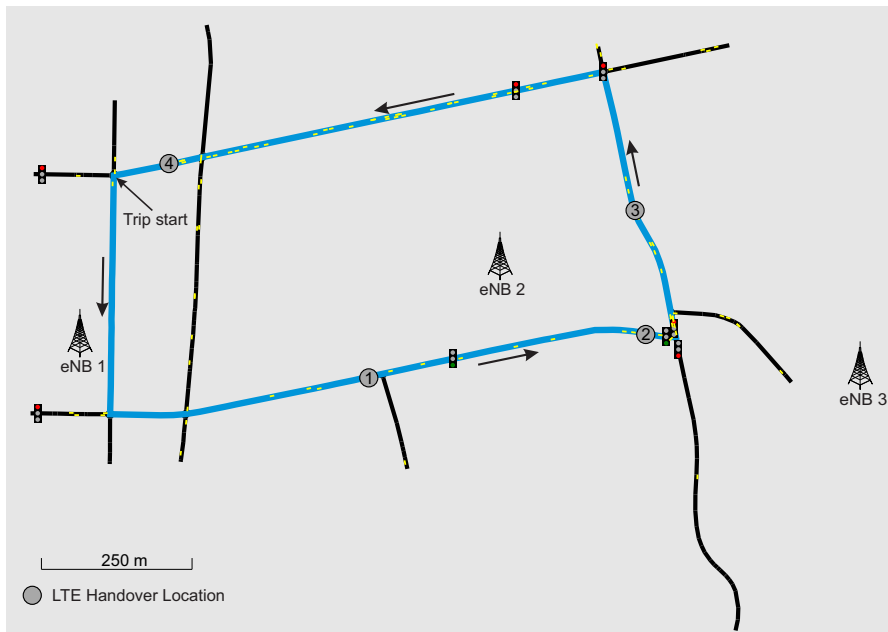 4
Trip start
3
eNB 2
2
eNB 1
1
eNB 3
250 m
LTE Handover Location